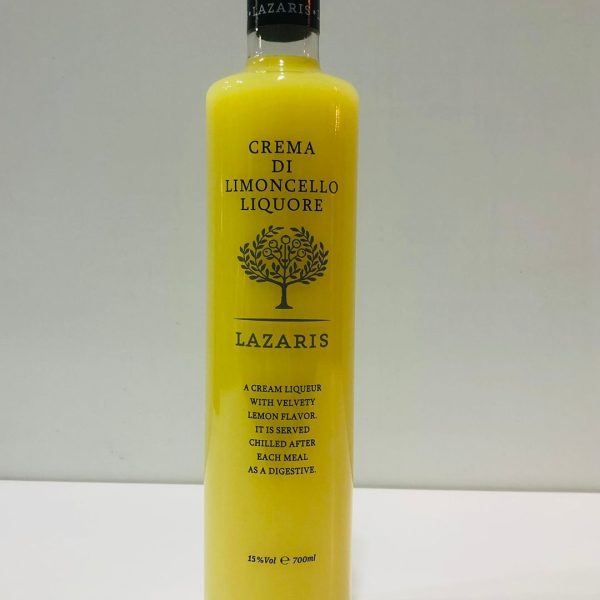 LAZARIS
CREMA
DI
LIMONCELLO
LIQUORE
LAZARIS
A CREAM LIQUEUR
WITH VELVETY
LEMON FLAVOR.
IT IS SERVED
CHILLED AFTER
EACH MEAL
AS A DIGESTIVE.
15%Vol ℮ 700ml